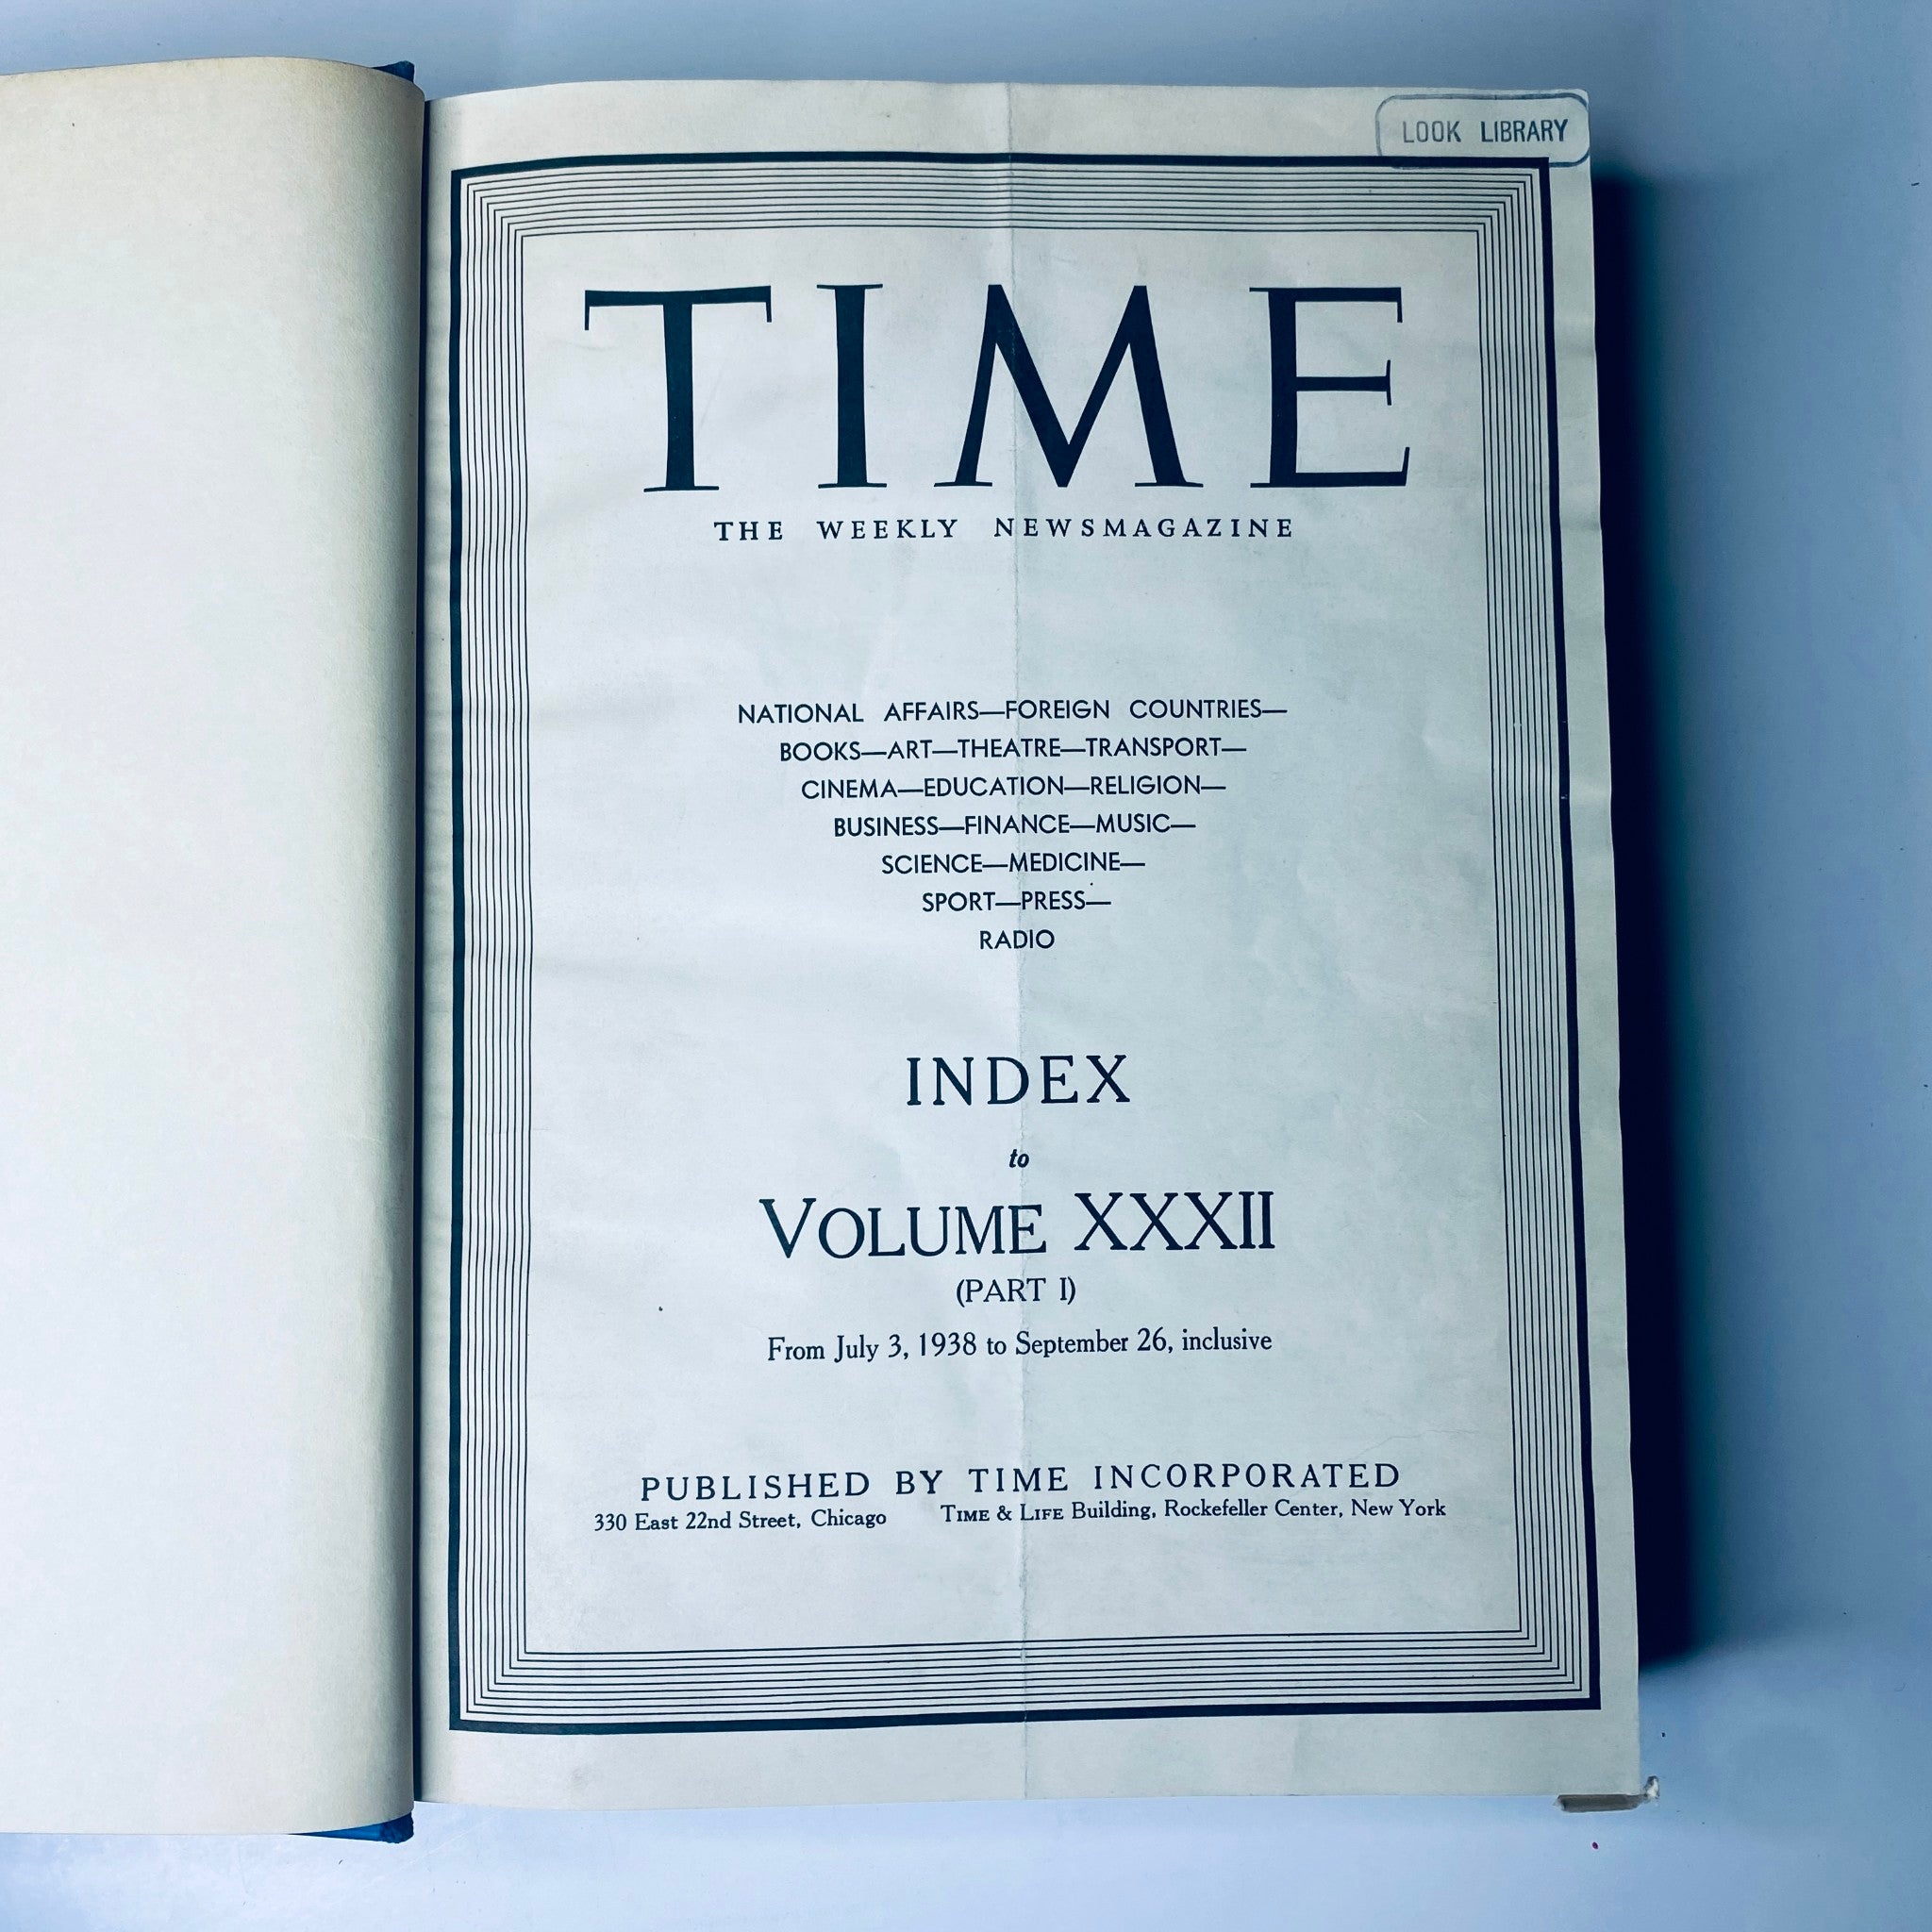 LOOK LIBRARY
TIME
THE WEEKLY NEWSMAGAZINE
NATIONAL AFFAIRS—FOREIGN COUNTRIES—
BOOKS—ART—THEATRE—TRANSPORT—
CINEMA—EDUCATION—RELIGION—
BUSINESS—FINANCE—MUSIC—
SCIENCE—MEDICINE—
SPORT—PRESS—
RADIO
INDEX
to
VOLUME XXXII
(PART I)
From July 3, 1938 to September 26, inclusive
PUBLISHED BY TIME INCORPORATED
330 East 22nd Street, Chicago TIME & LIFE Building, Rockefeller Center, New York